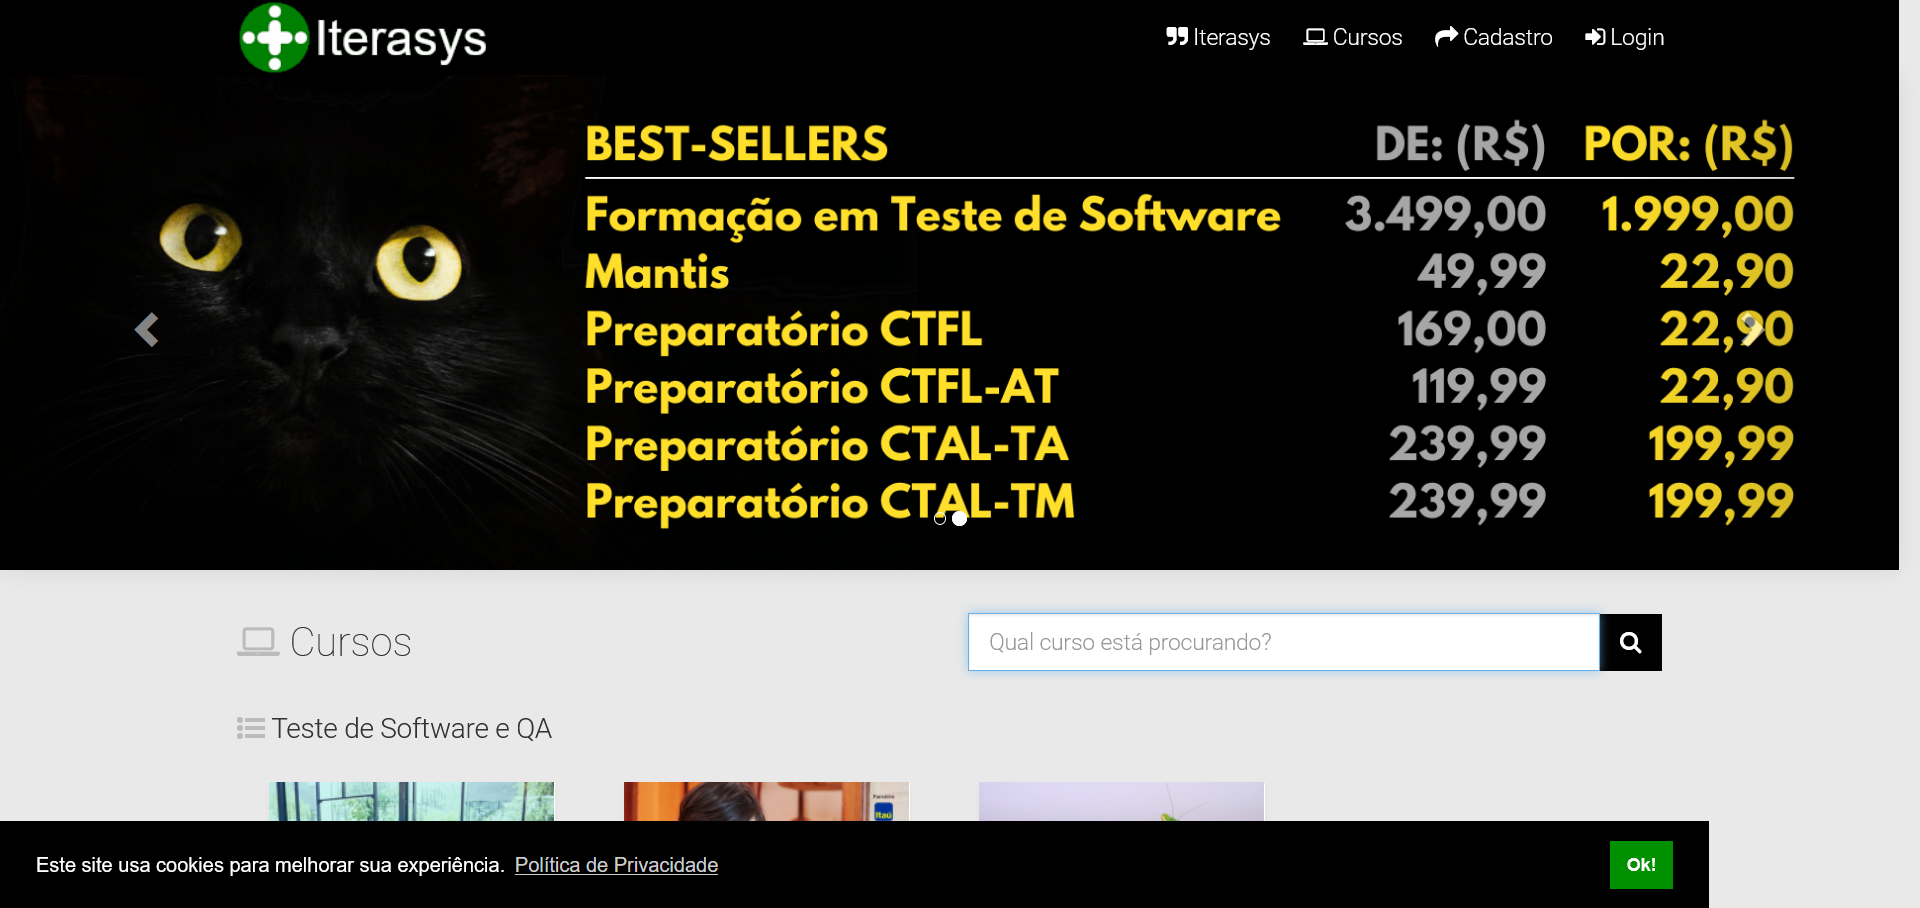 Iterasys
Iterasys Cursos Cadastro Login
BEST-SELLERS DE: (R$) POR: (R$)
Formação em Teste de Software 3.499,00 1.999,00
Mantis 49,99 22,90
Preparatório CTFL 169,00 22,90
Preparatório CTFL-AT 119,99 22,90
Preparatório CTAL-TA 239,99 199,99
Preparatório CTAL-TM 239,99 199,99
Cursos
Qual curso está procurando?
Teste de Software e QA
Parceiro
Itaú
Este site usa cookies para melhorar sua experiência. Política de Privacidade
Ok!